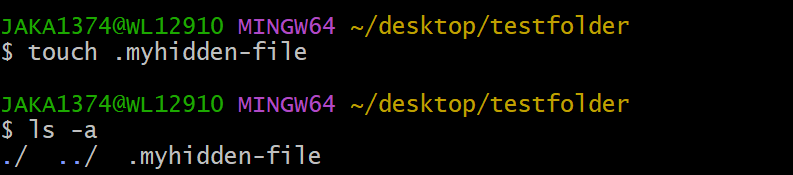 JAKA1374@WL12910 MINGW64 ~/desktop/testfolder
$ touch .myhidden-file
JAKA1374@WL12910 MINGW64 ~/desktop/testfolder
$ ls -a
./  ../  .myhidden-file